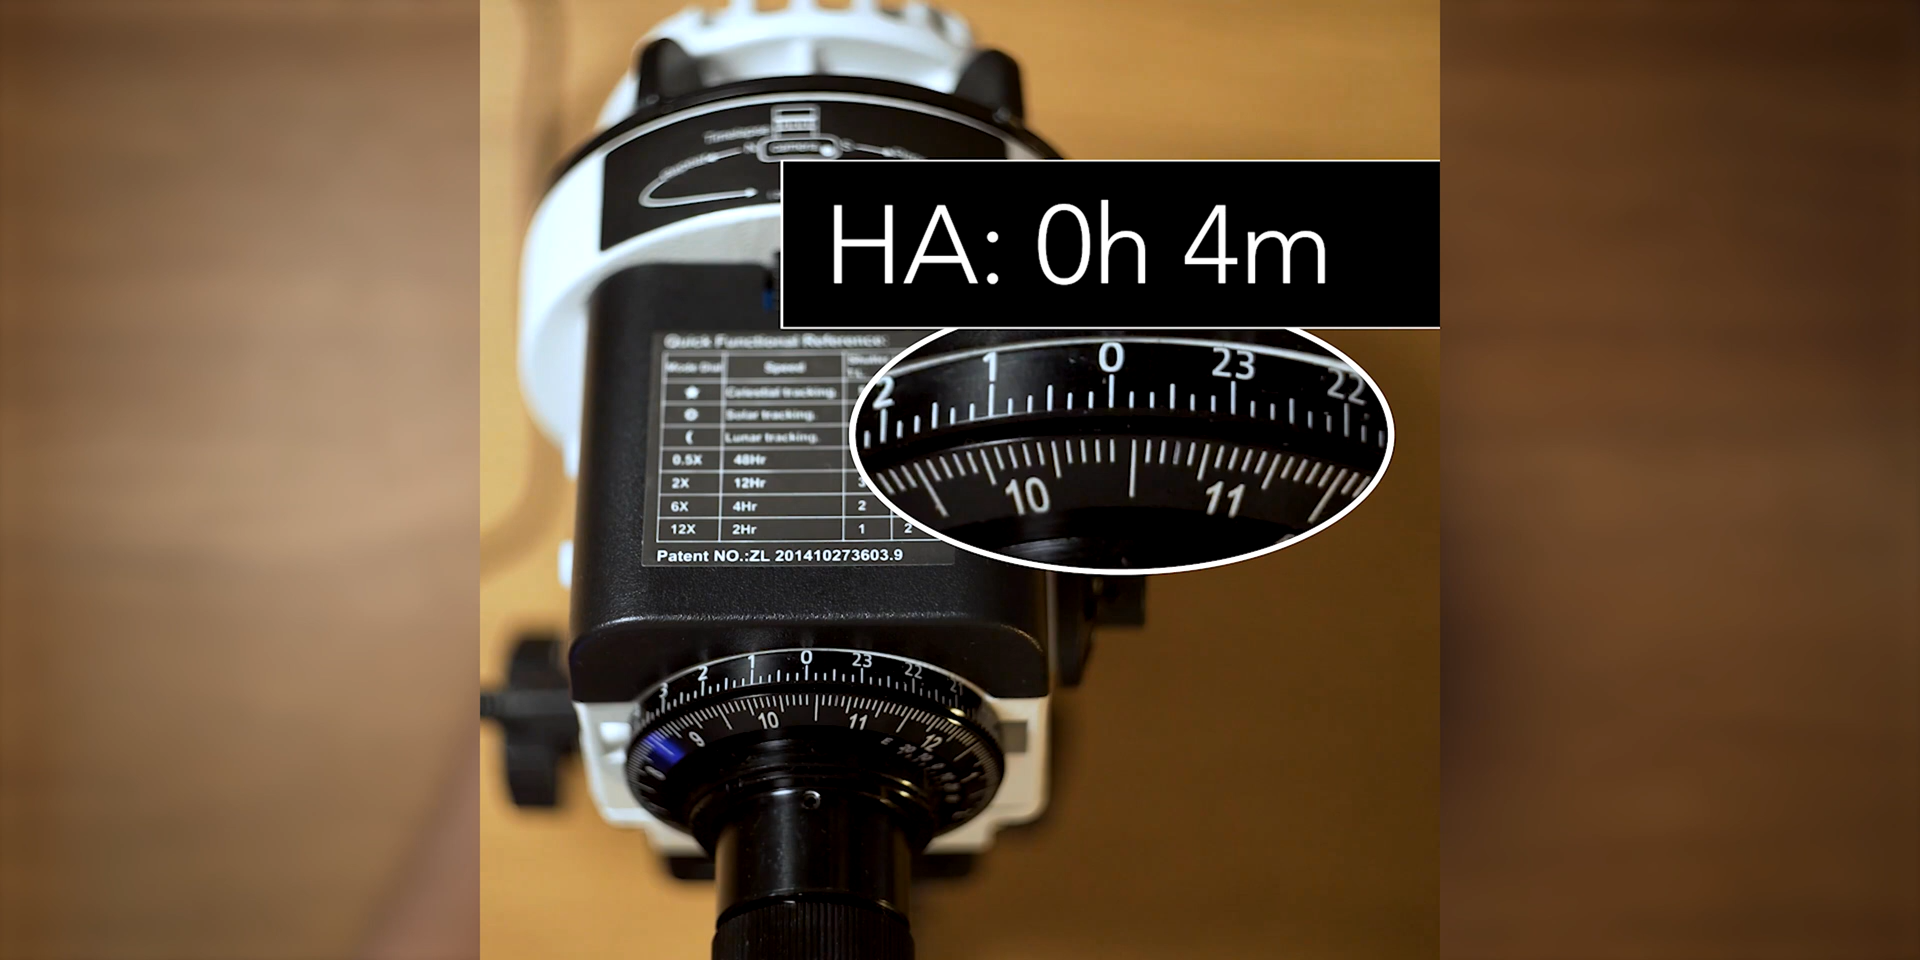 HA: 0h 4m
Quick Functional Reference:
Speed
Celestial tracking.
Solar tracking.
Lunar tracking.
0.5X 48Hr
2X 12Hr 3
6X 4Hr 2
12X 2Hr 1 2
Patent NO.:ZL 201410273603.9
2 1 0 23 22
10 11
3 2 1 0 23 22 21
9 10 11 12